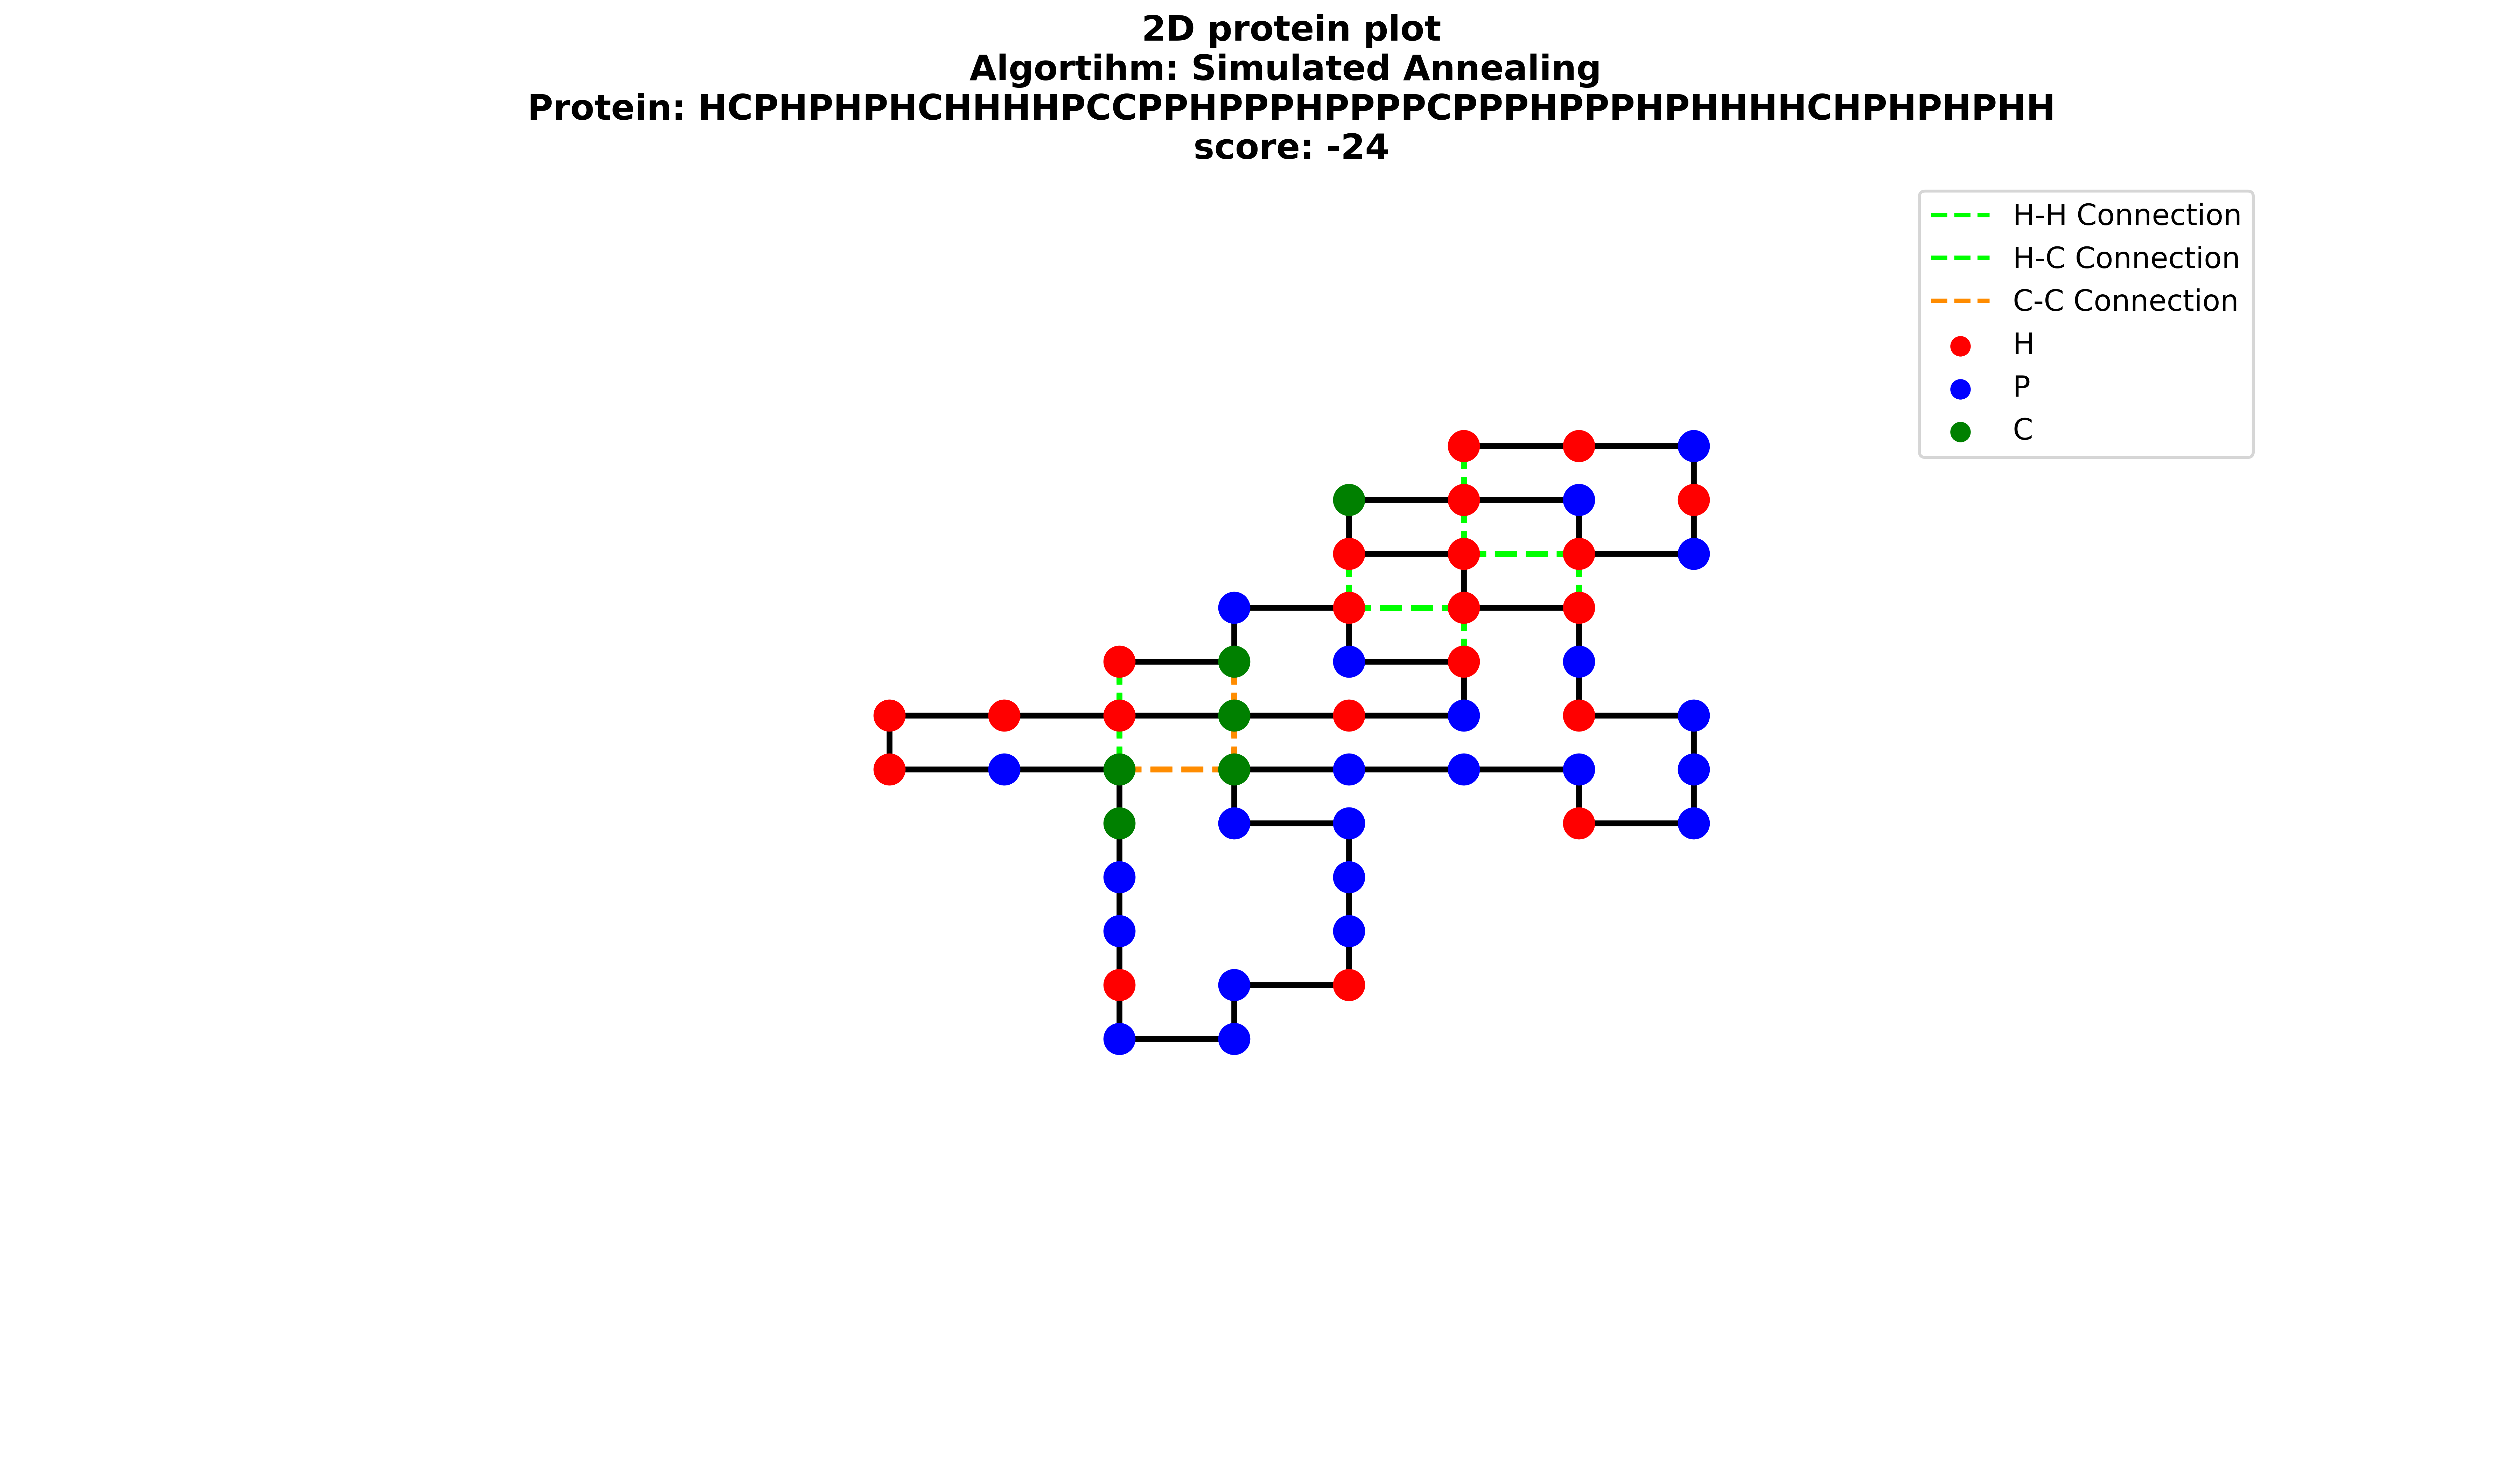 2D protein plot
Algortihm: Simulated Annealing
Protein: HCPHPHPHCHHHHPCCPPHPPPHPPPPCPPPHPPPHPHHHHCHPHPHPHH
score: -24
H-H Connection
H-C Connection
C-C Connection
H
P
C